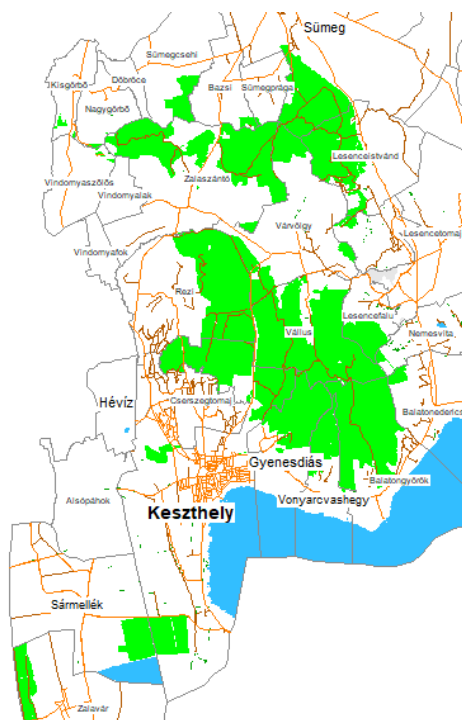 Sümeg
Sümegcsehi
Döbröce
Kisgörbő
Bazsi
Sümegprága
Nagygörbő
Lesenceistvánd
Zalaszántó
Vindornyaszőlős
Vindornyalak
Várvölgy
Lesencetomaj
Vindornyafok
Rezi
Lesencefalu
Vállus
Nemesvita
Hévíz
Cserszegtomaj
Balatonederics
Gyenesdiás
Balatongyörök
Alsópáhok
Vonyarcvashegy
Keszthely
Sármellék
Zalavár